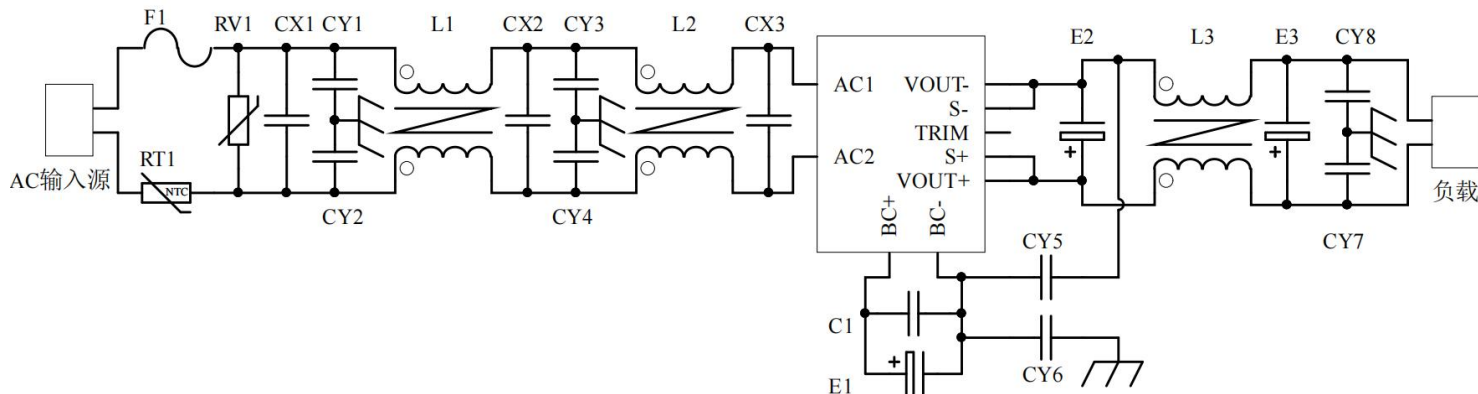 F1
RV1
CX1
CY1
L1
CX2
CY3
L2
CX3
E2
L3
E3
CY8
AC1
VOUT-
S-
TRIM
AC2
S+
VOUT+
BC+
BC-
RT1
NTC
AC输入源
CY2
CY4
负载
CY5
CY7
C1
+
+
+
E1
CY6